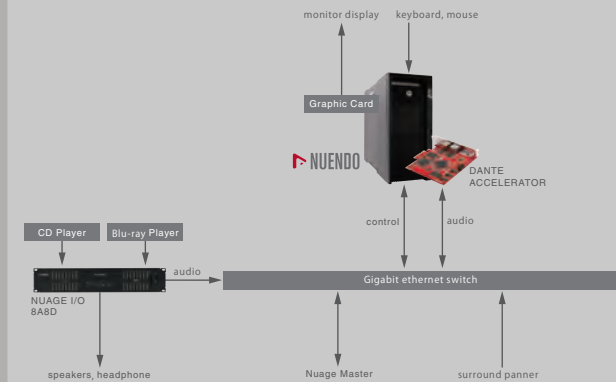 monitor display
keyboard, mouse
Graphic Card
NUENDO
DANTE
ACCELERATOR
control
audio
CD Player
Blu-ray Player
audio
Gigabit ethernet switch
NUAGE I/O
8A8D
speakers, headphone
Nuage Master
surround panner